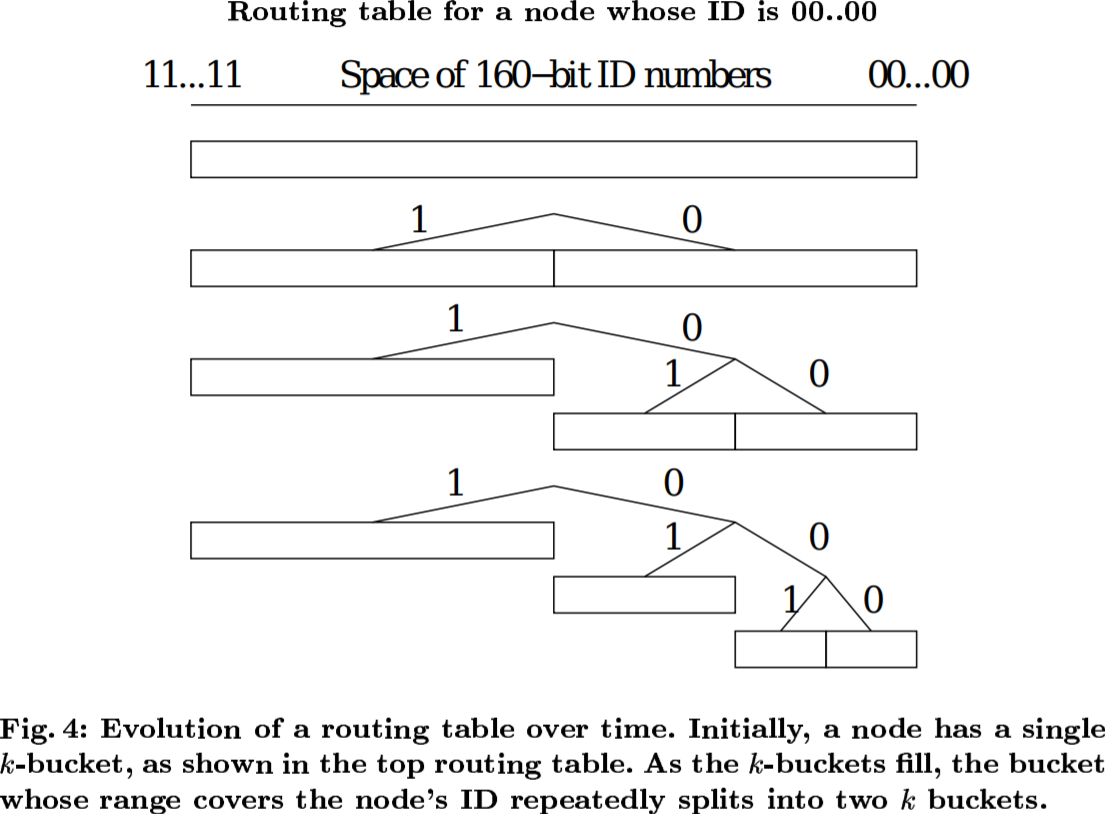 Routing table for a node whose ID is 00..00
11...11 Space of 160–bit ID numbers 00...00
1 0
1 0
1 0
1 0
1 0
1 0
Fig. 4: Evolution of a routing table over time. Initially, a node has a single
k-bucket, as shown in the top routing table. As the k-buckets fill, the bucket
whose range covers the node's ID repeatedly splits into two k buckets.